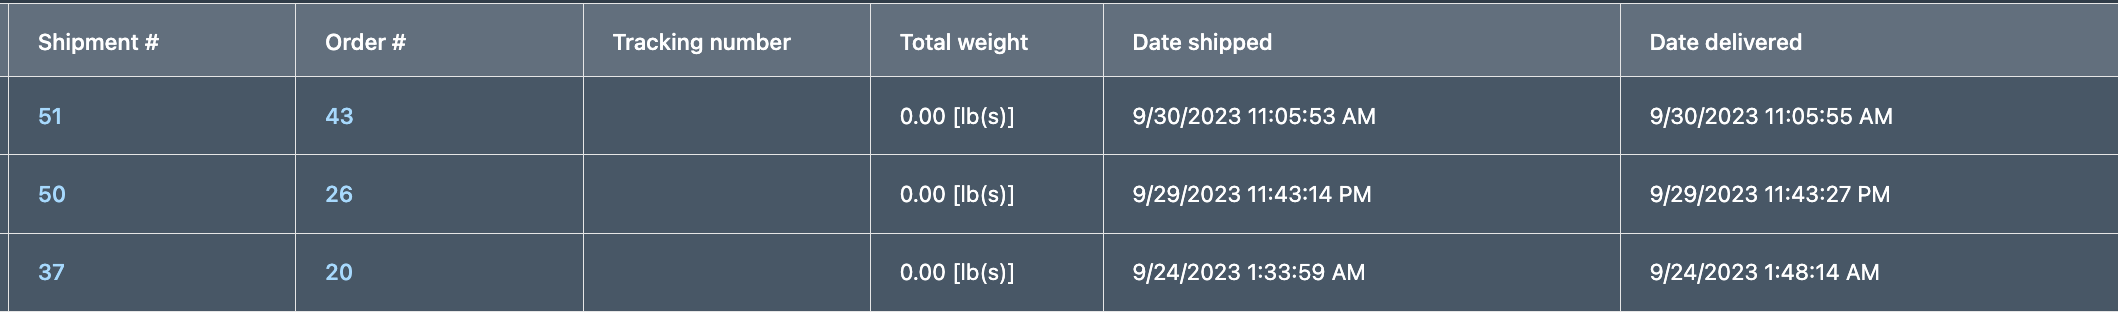 Shipment # Order # Tracking number Total weight Date shipped Date delivered
51 43 0.00 [lb(s)] 9/30/2023 11:05:53 AM 9/30/2023 11:05:55 AM
50 26 0.00 [lb(s)] 9/29/2023 11:43:14 PM 9/29/2023 11:43:27 PM
37 20 0.00 [lb(s)] 9/24/2023 1:33:59 AM 9/24/2023 1:48:14 AM